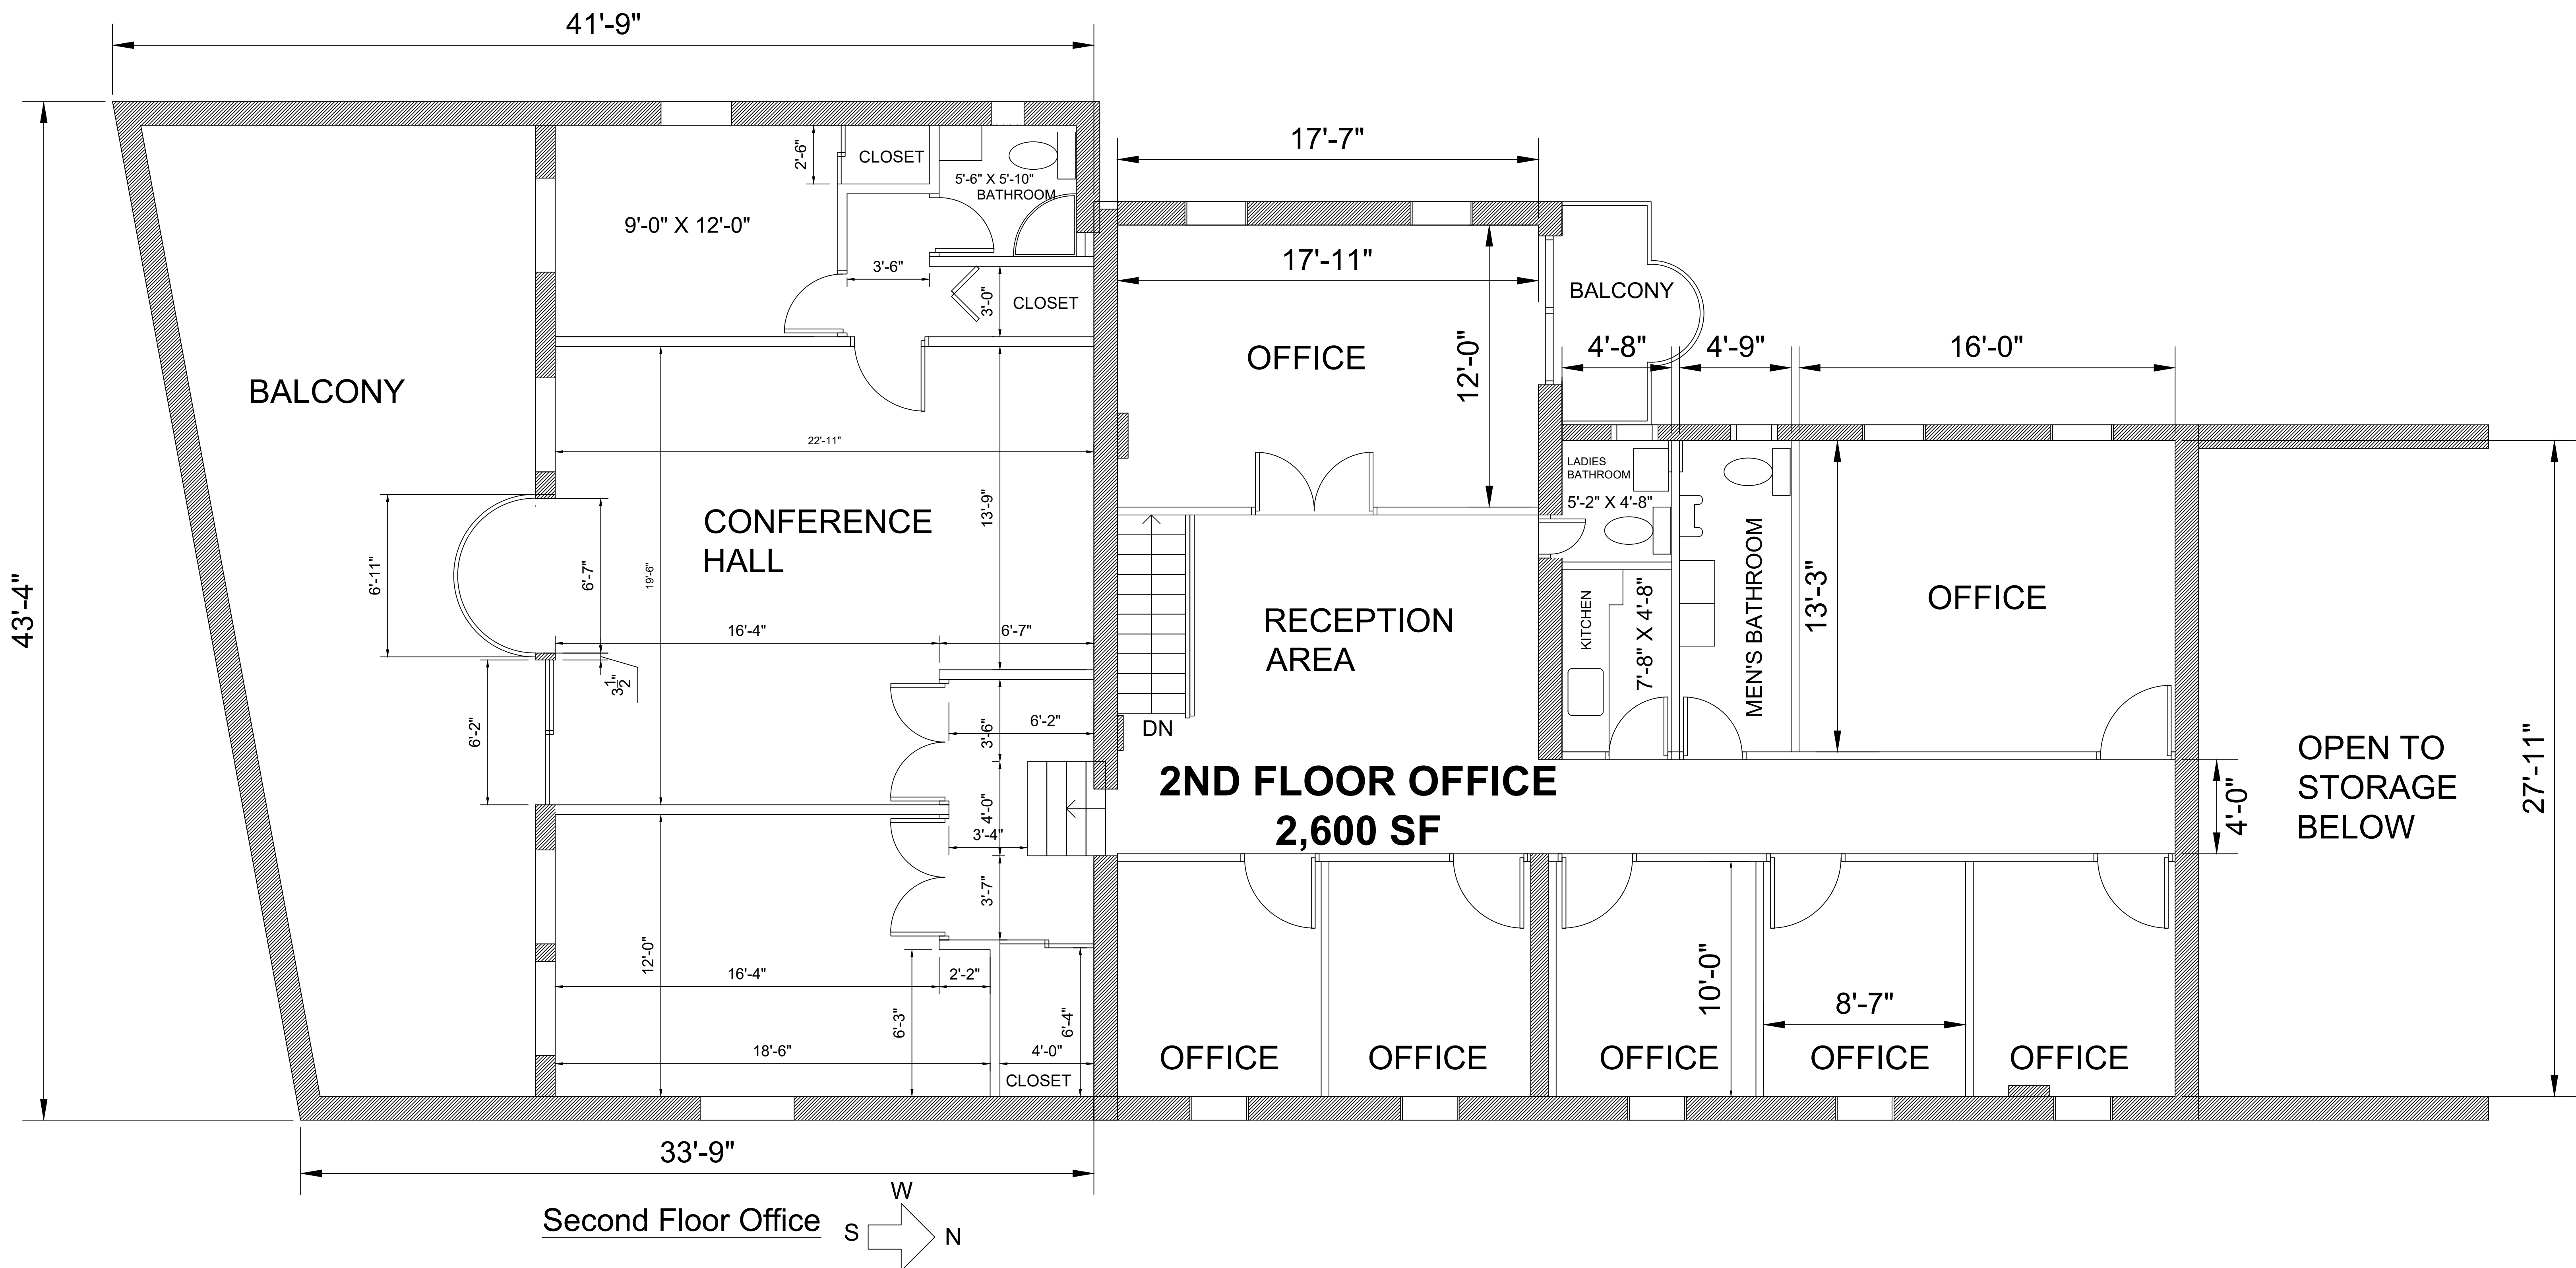 41'-9"
17'-7"
2'-6"
CLOSET
5'-6" X 5'-10"
BATHROOM
9'-0" X 12'-0"
3'-6"
3'-0"
CLOSET
17'-11"
12'-0"
OFFICE
BALCONY
4'-8"
4'-9"
16'-0"
BALCONY
22'-11"
13'-9"
CONFERENCE
HALL
19'-6"
6'-11"
6'-7"
43'-4"
LADIES
BATHROOM
5'-2" X 4'-8"
MEN'S BATHROOM
13'-3"
OFFICE
KITCHEN
7'-8" X 4'-8"
RECEPTION
AREA
16'-4"
6'-7"
3 1/2"
6'-2"
6'-2"
3'-6"
DN
4'-0"
3'-4"
3'-7"
2ND FLOOR OFFICE
2,600 SF
4'-0"
OPEN TO
STORAGE
BELOW
27'-11"
12'-0"
16'-4"
2'-2"
6'-3"
6'-4"
18'-6"
4'-0"
CLOSET
10'-0"
8'-7"
OFFICE
OFFICE
OFFICE
OFFICE
OFFICE
33'-9"
Second Floor Office
W
S
N